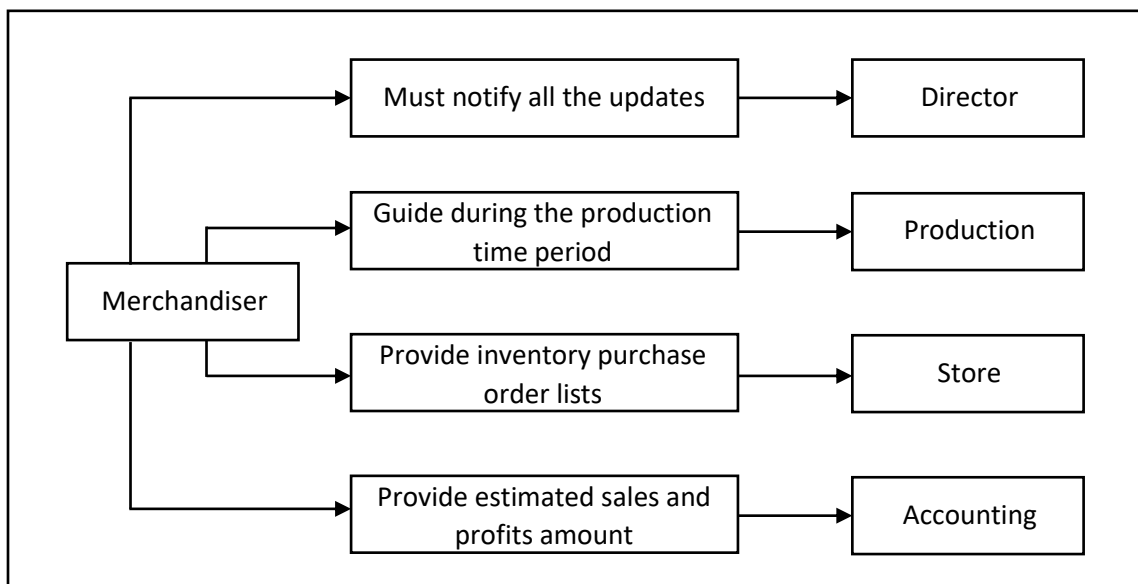 Must notify all the updates
Director
Guide during the production
time period
Production
Merchandiser
Provide inventory purchase
order lists
Store
Provide estimated sales and
profits amount
Accounting